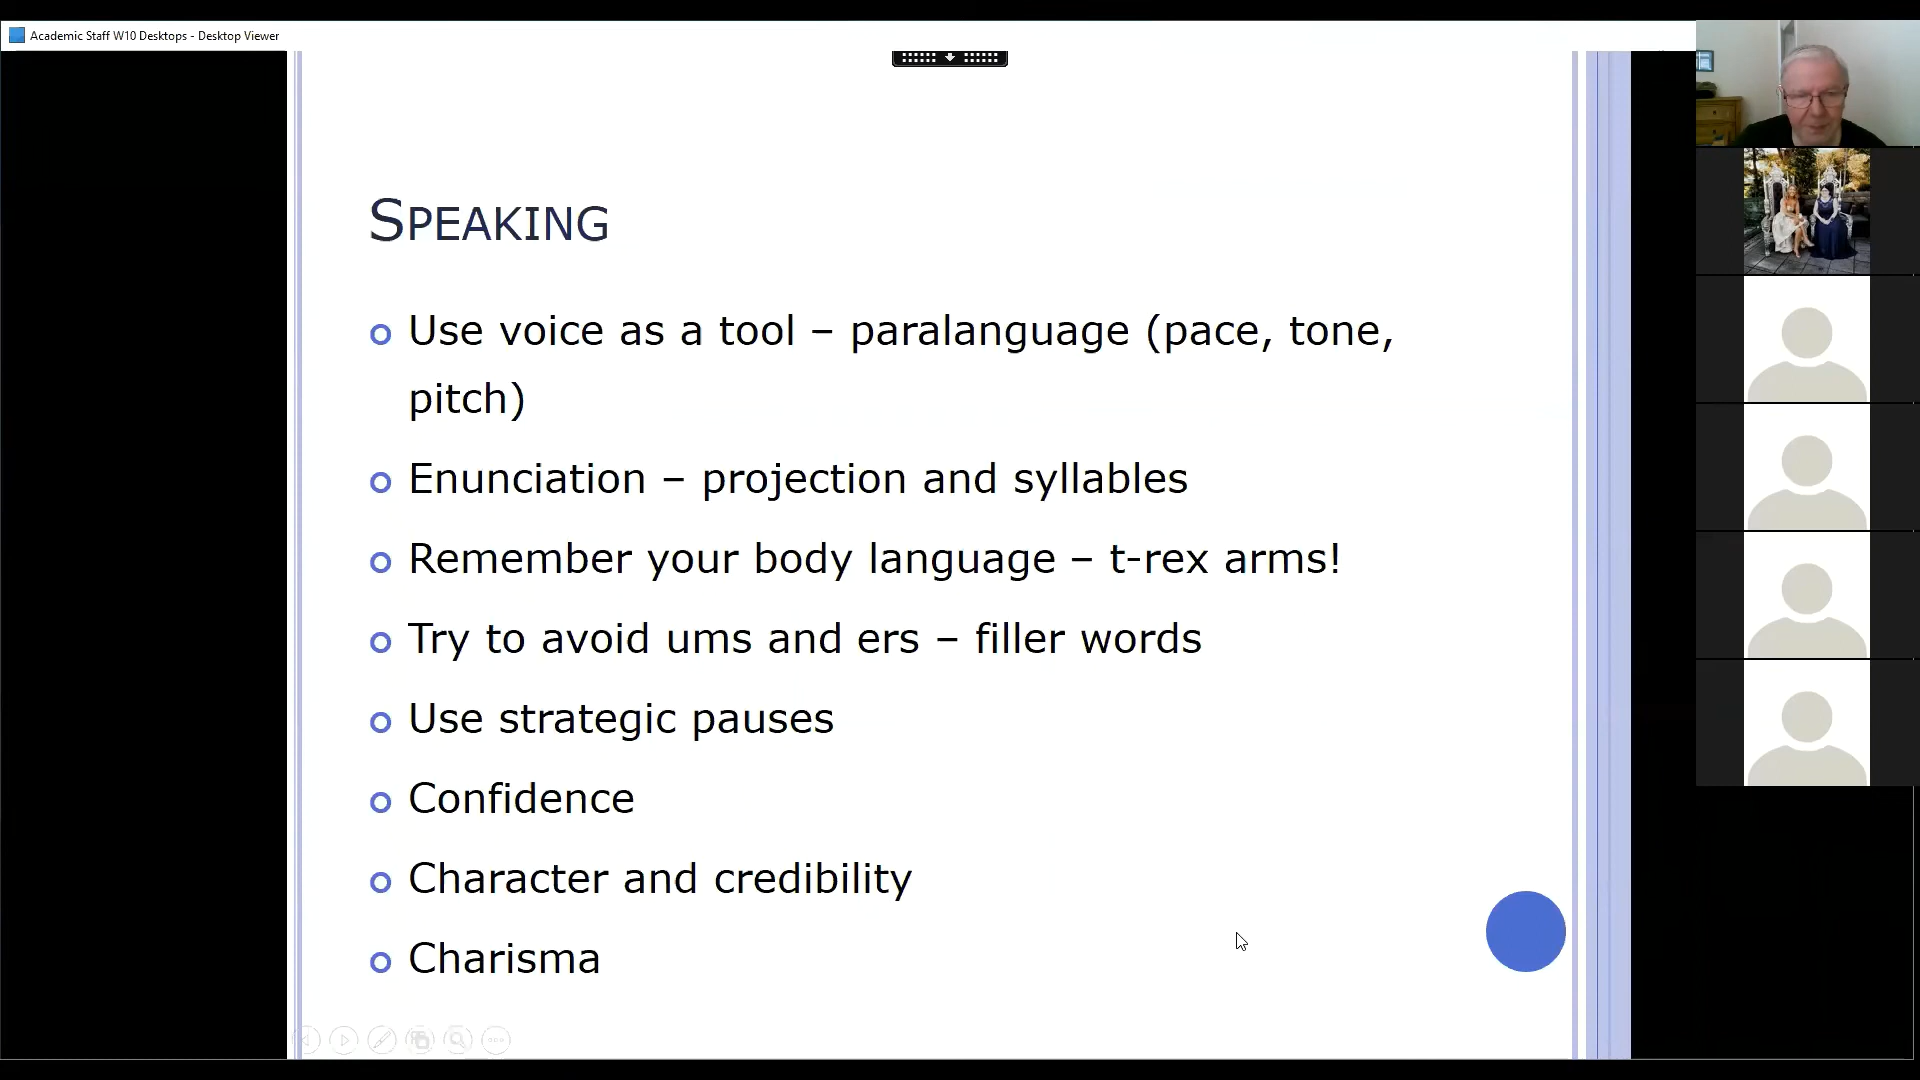 Academic Staff W10 Desktops - Desktop Viewer
SPEAKING
Use voice as a tool – paralanguage (pace, tone,
pitch)
Enunciation – projection and syllables
Remember your body language – t-rex arms!
Try to avoid ums and ers – filler words
Use strategic pauses
Confidence
Character and credibility
Charisma